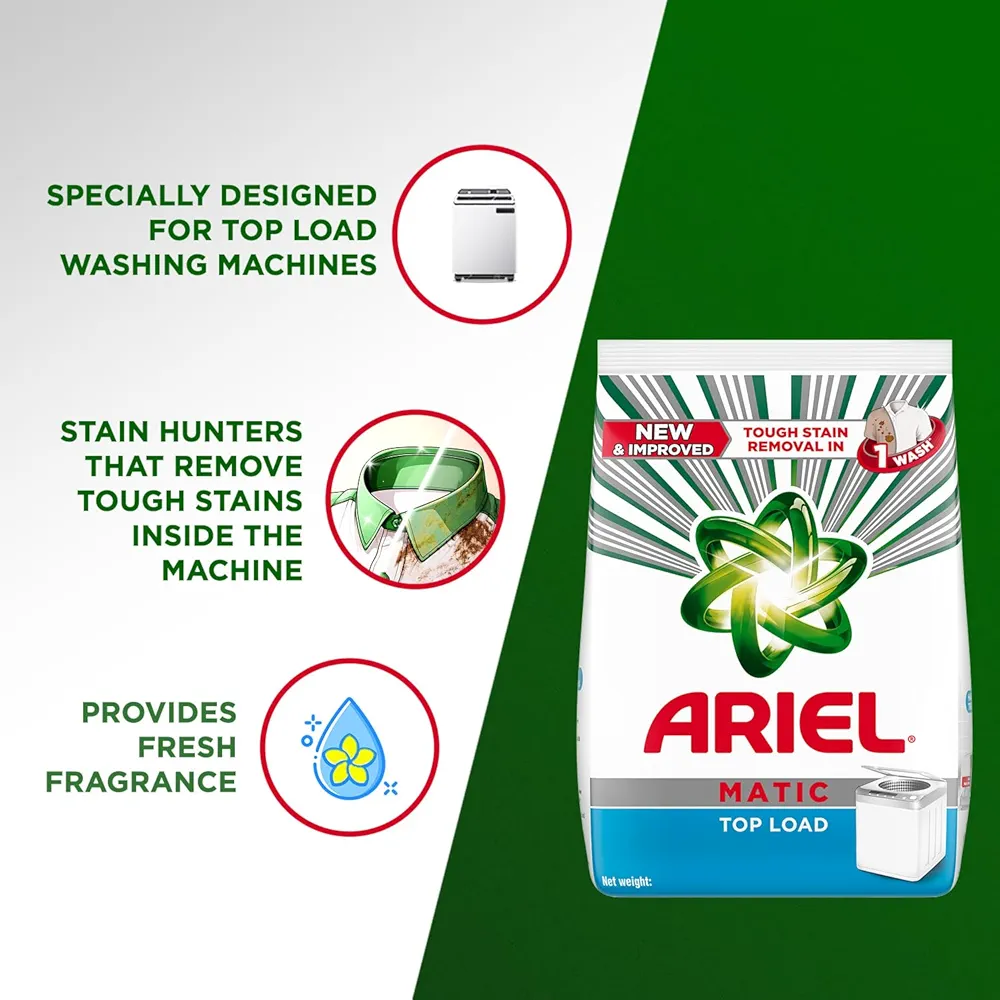 SPECIALLY DESIGNED
FOR TOP LOAD
WASHING MACHINES
STAIN HUNTERS
THAT REMOVE
TOUGH STAINS
INSIDE THE
MACHINE
PROVIDES
FRESH
FRAGRANCE
NEW
& IMPROVED
TOUGH STAIN
REMOVAL IN
1 WASH*
ARIEL®
MATIC
TOP LOAD
Net weight: